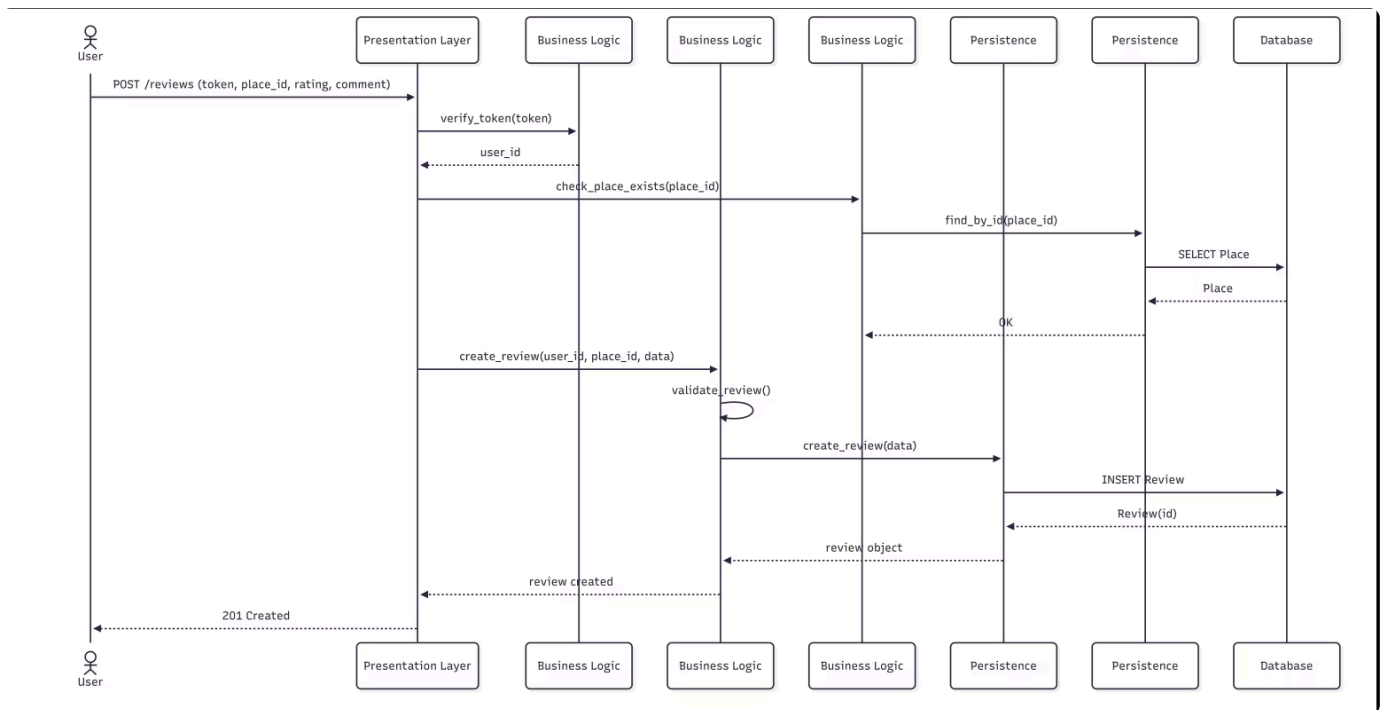 User
Presentation Layer
Business Logic
Business Logic
Business Logic
Persistence
Persistence
Database
POST /reviews (token, place_id, rating, comment)
verify_token(token)
user_id
check_place_exists(place_id)
find_by_id(place_id)
SELECT Place
Place
OK
create_review(user_id, place_id, data)
validate_review()
create_review(data)
INSERT Review
Review(id)
review object
review created
201 Created
User
Presentation Layer
Business Logic
Business Logic
Business Logic
Persistence
Persistence
Database